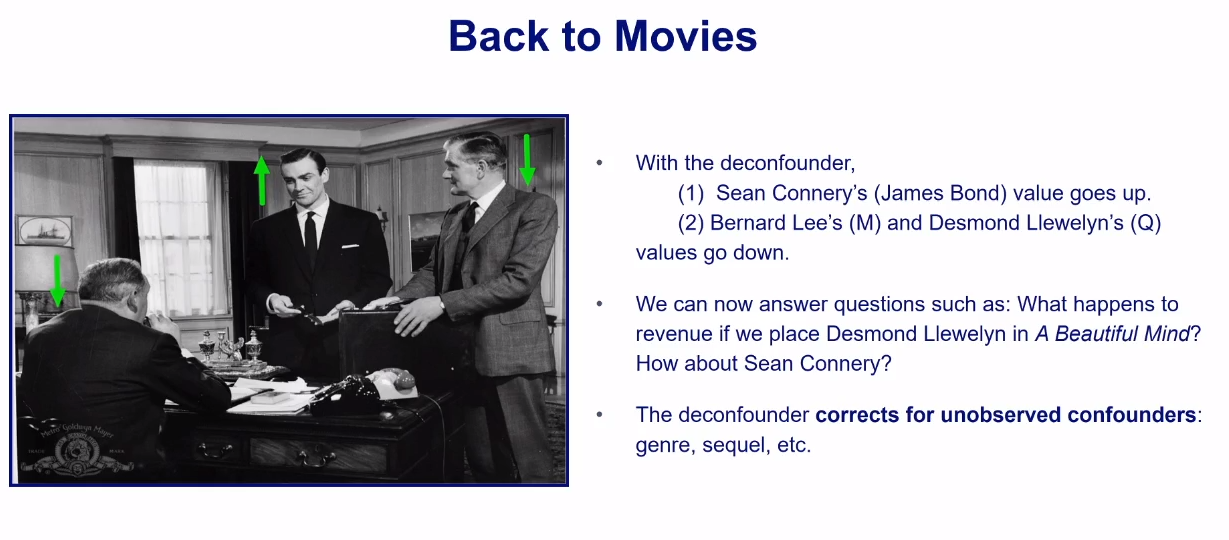 Back to Movies
• With the deconfounder,
(1) Sean Connery’s (James Bond) value goes up.
(2) Bernard Lee’s (M) and Desmond Llewelyn’s (Q)
values go down.
• We can now answer questions such as: What happens to
revenue if we place Desmond Llewelyn in A Beautiful Mind?
How about Sean Connery?
• The deconfounder corrects for unobserved confounders:
genre, sequel, etc.
Metro Goldwyn Mayer
TRADE MARK